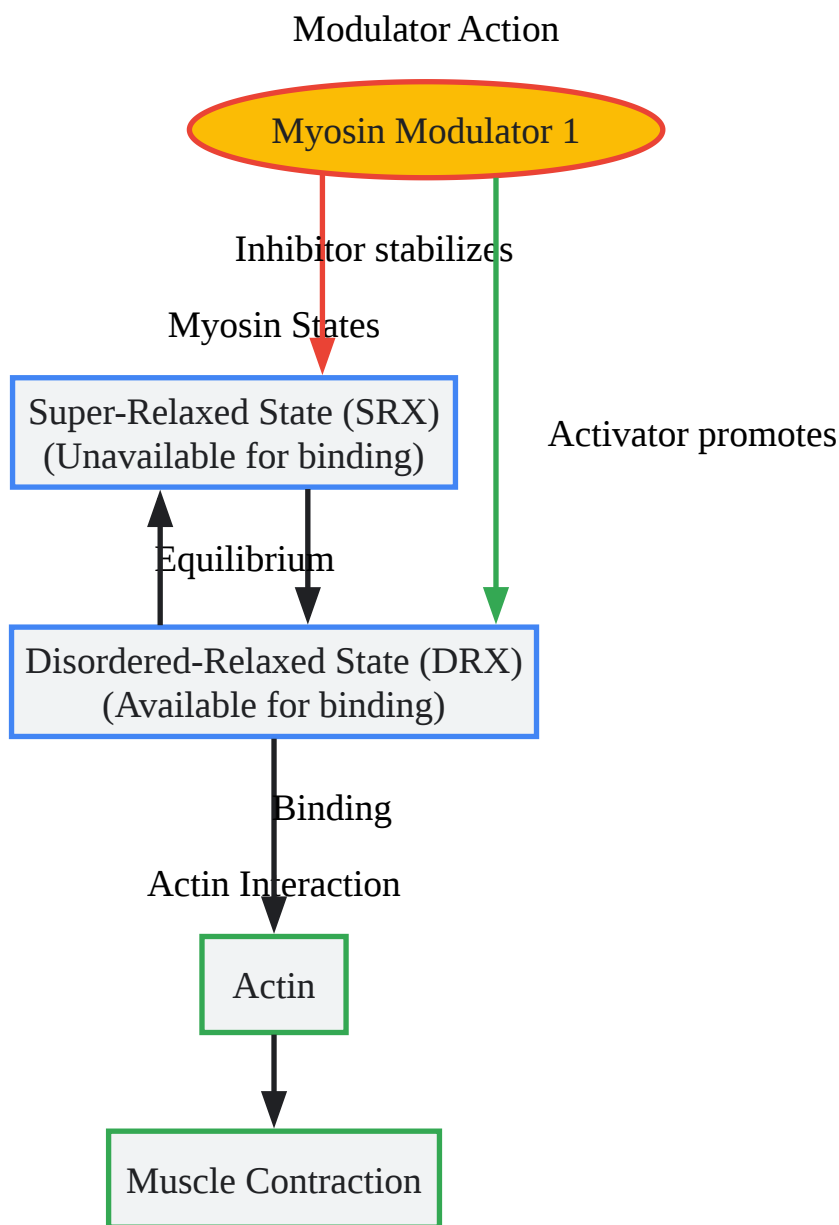 Modulator Action
Myosin Modulator 1
Inhibitor stabilizes
Myosin States
Super-Relaxed State (SRX)
(Unavailable for binding)
Activator promotes
Equilibrium
Disordered-Relaxed State (DRX)
(Available for binding)
Binding
Actin Interaction
Actin
Muscle Contraction